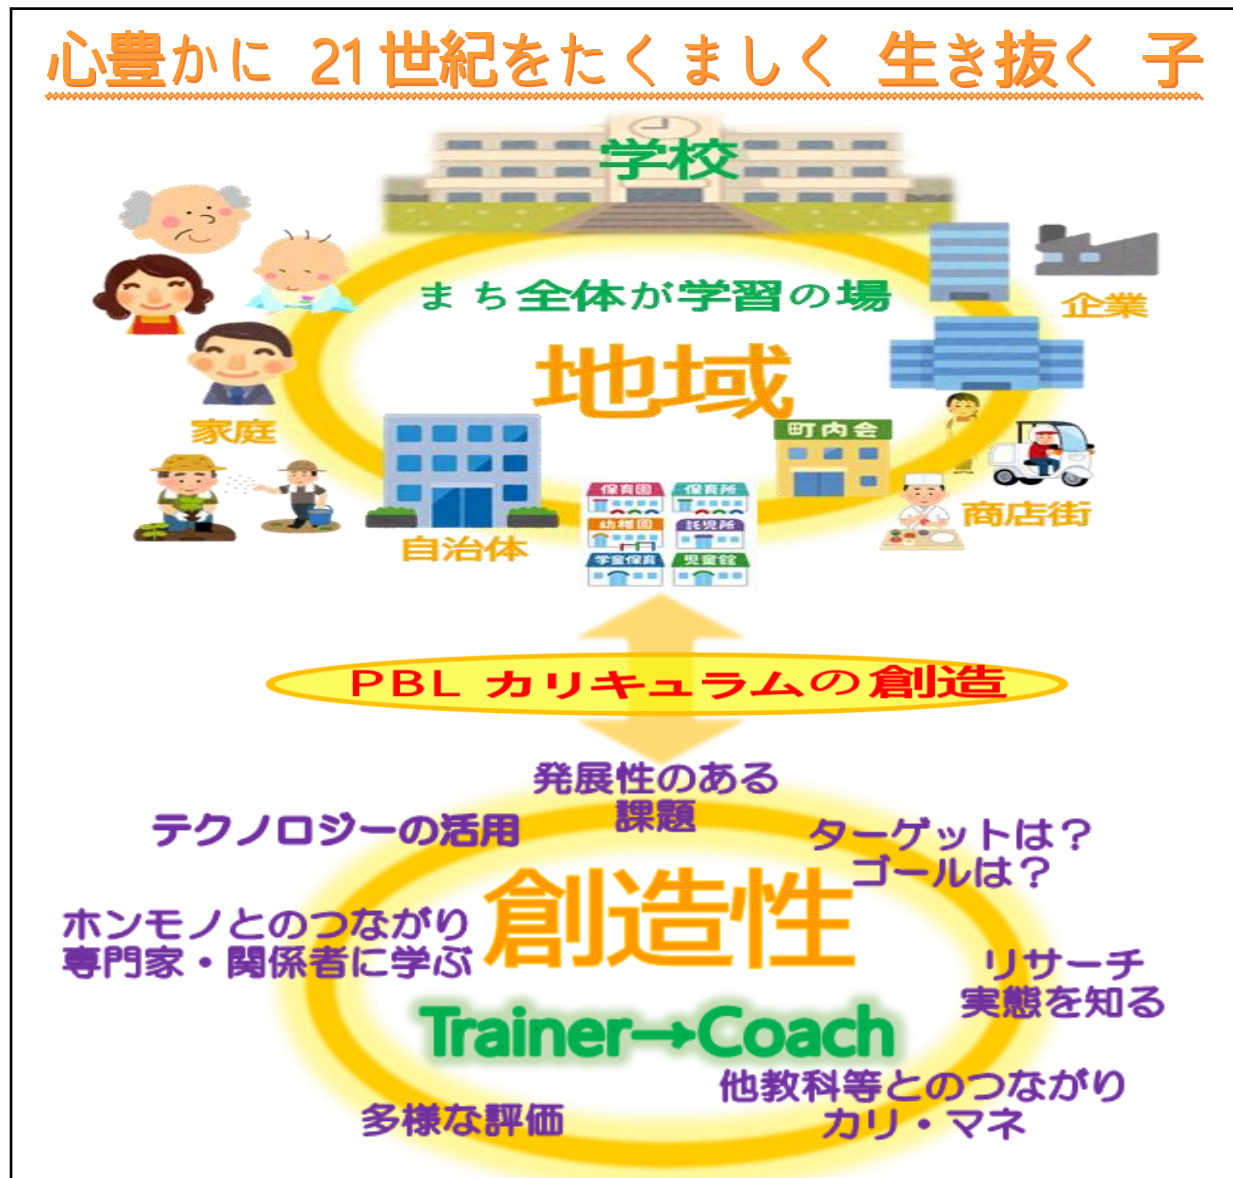 心豊かに 21世紀をたくましく 生き抜く 子
学校
まち全体が学習の場
地域
企業
家庭
町内会
保育園 保育所
幼稚園 託児所
学童保育 児童館
商店街
自治体
PBL カリキュラムの創造
発展性のある
課題
テクノロジーの活用
ターゲットは？
ゴールは？
創造性
ホンモノとのつながり
専門家・関係者に学ぶ
リサーチ
実態を知る
Trainer→Coach
他教科等とのつながり
カリ・マネ
多様な評価